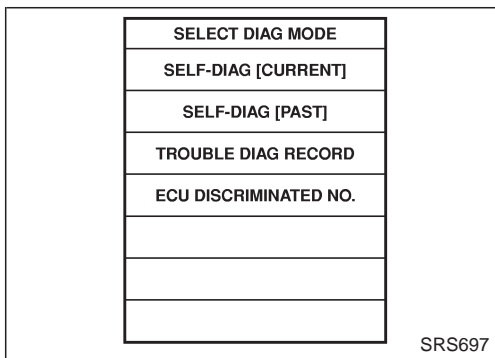 SELECT DIAG MODE
SELF-DIAG [CURRENT]
SELF-DIAG [PAST]
TROUBLE DIAG RECORD
ECU DISCRIMINATED NO.
SRS697